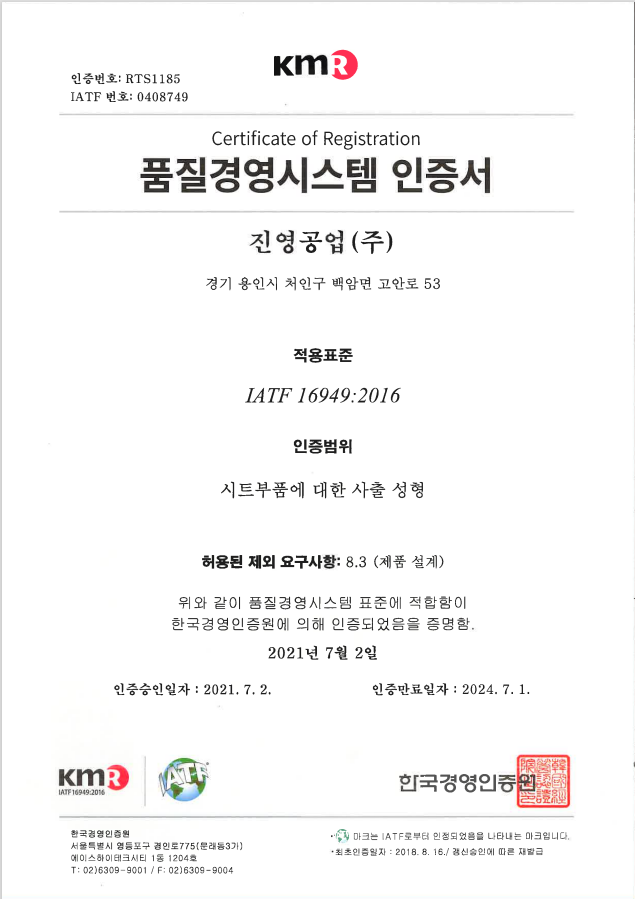 인증번호: RTS1185
IATF 번호: 0408749
KMR
Certificate of Registration
품질경영시스템 인증서
진영공업(주)
경기 용인시 처인구 백암면 고안로 53
적용표준
IATF 16949:2016
인증범위
시트부품에 대한 사출 성형
허용된 제외 요구사항: 8.3 (제품 설계)
위와 같이 품질경영시스템 표준에 적합함이
한국경영인증원에 의해 인증되었음을 증명함.
2021년 7월 2일
인증승인일자 : 2021. 7. 2.
인증만료일자 : 2024. 7. 1.
KMR
IATF16949:2016
IATF
한국경영인증원
한국경영인증원
서울특별시 영등포구 경인로775(문래동3가)
에이스하이테크시티 1동 1204호
T: 02)6309-9001 / F: 02)6309-9004
· 마크는 IATF로부터 인정되었음을 나타내는 마크입니다.
·최초인증일자 : 2018. 8. 16./ 갱신승인에 따른 재발급